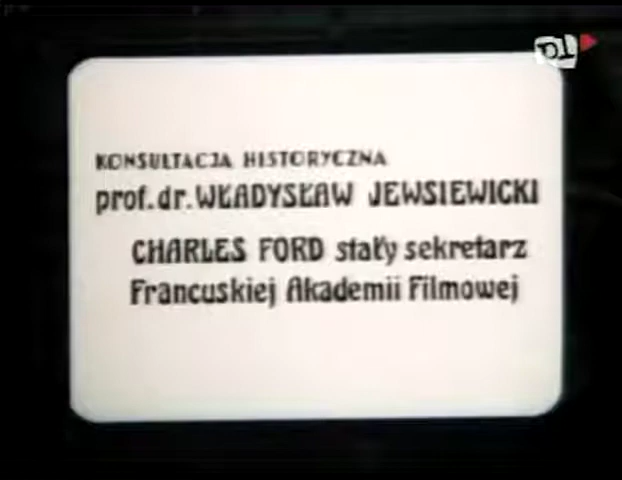 KONSULTACJA HISTORYCZNA
prof. dr. WŁADYSŁAW JEWSIEWICKI
CHARLES FORD stały sekretarz
Francuskiej Akademii Filmowej